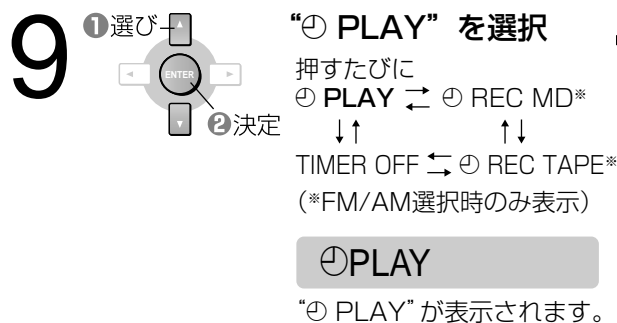 9
❶選び
ENTER
❷決定
“⏲ PLAY”を選択
押すたびに
⏲ PLAY ⇄ ⏲ REC MD※
↓↑ ↑↓
TIMER OFF ⇆ ⏲ REC TAPE※
（※FM/AM選択時のみ表示）
⏲PLAY
“⏲ PLAY”が表示されます。